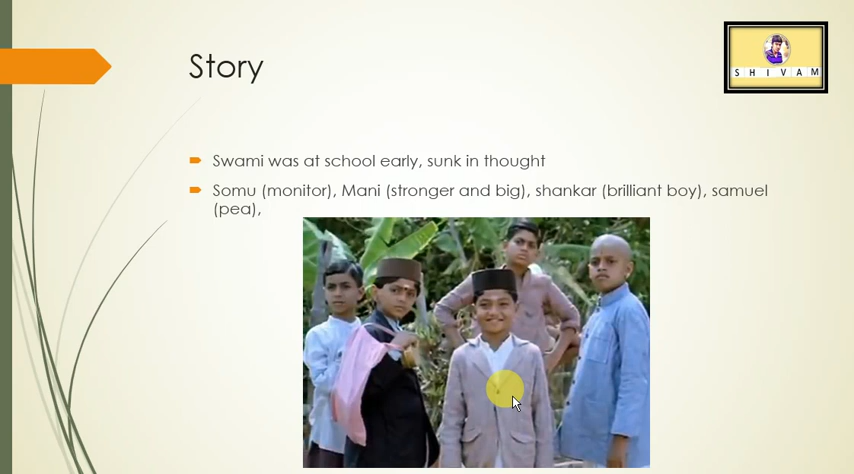 Story
S H I V A M
Swami was at school early, sunk in thought
Somu (monitor), Mani (stronger and big), shankar (brilliant boy), samuel
(pea),